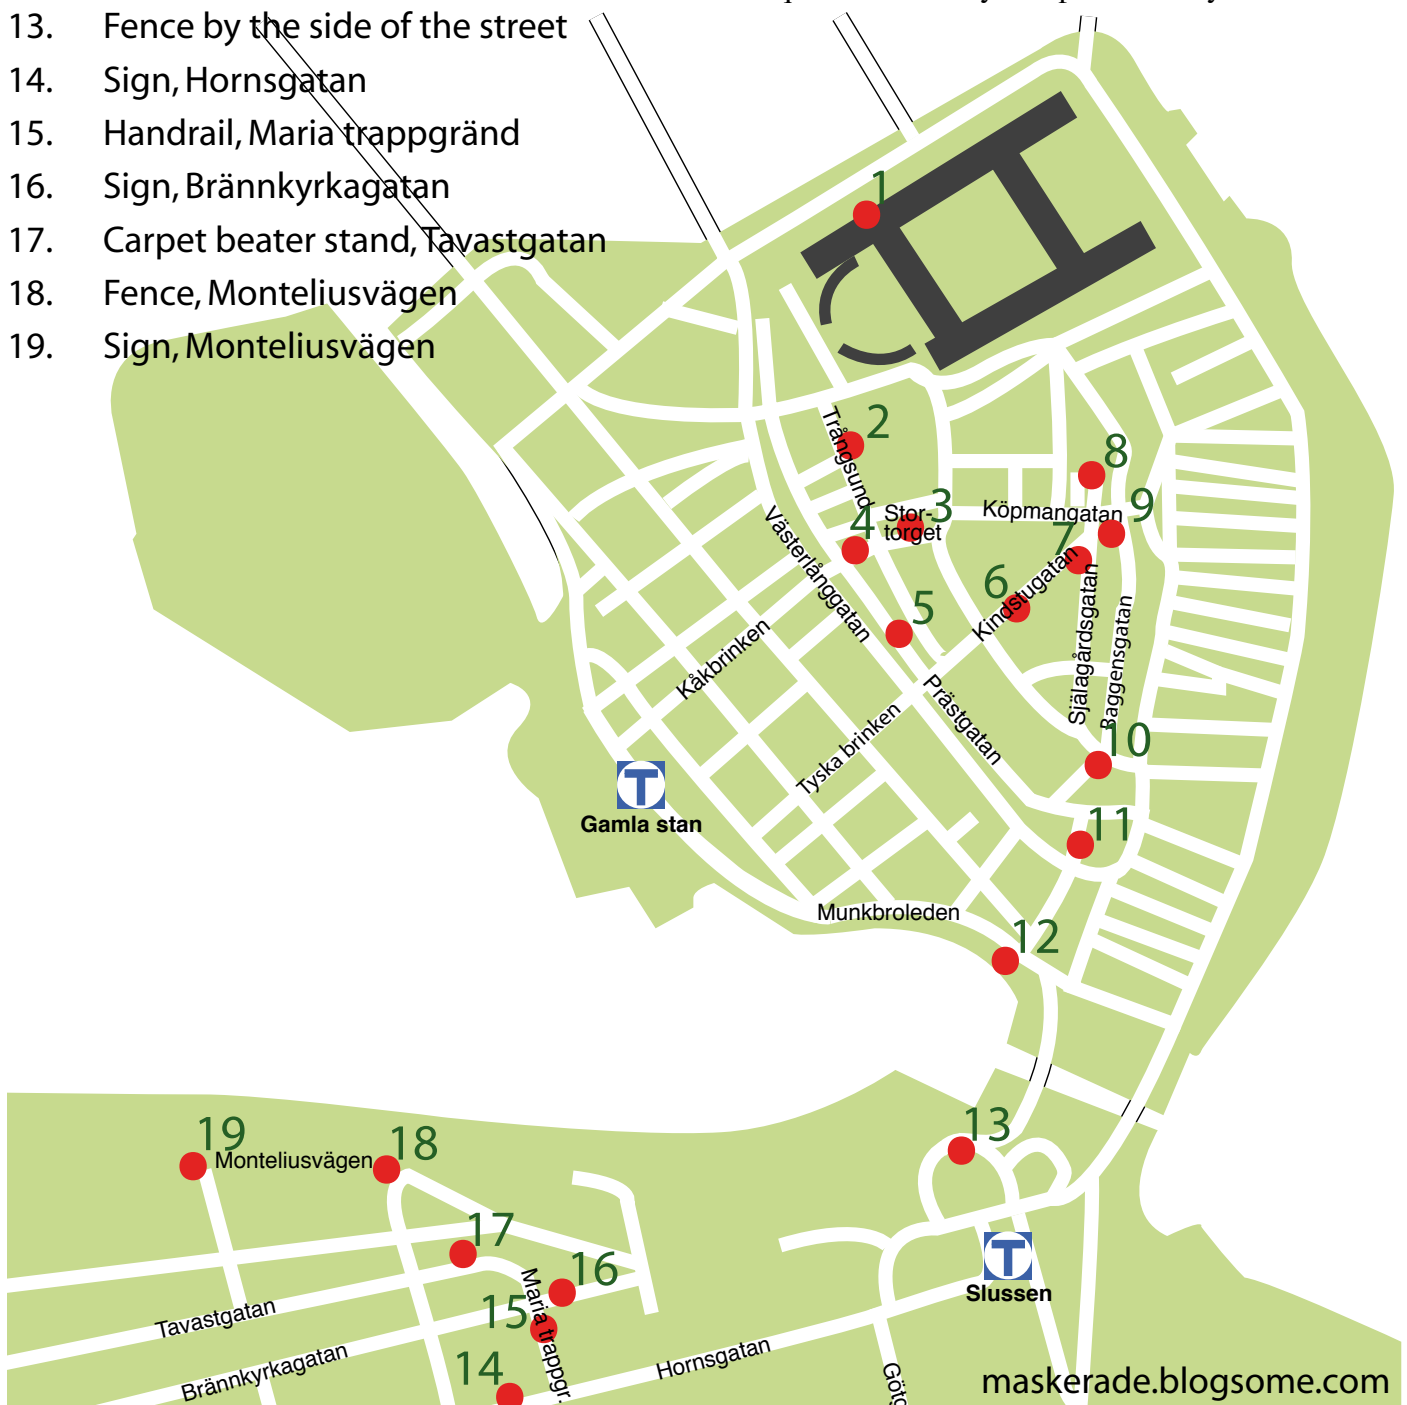 13. Fence by the side of the street
14. Sign, Hornsgatan
15. Handrail, Maria trappgränd
16. Sign, Brännkyrkagatan
17. Carpet beater stand, Tavastgatan
18. Fence, Monteliusvägen
19. Sign, Monteliusvägen
1
2
Trångsund
8
3
Stor-
torget
4
Köpmangatan
9
7
Västerlånggatan
6
Kindstugatan
5
Själagårdsgatan
Baggensgatan
Kåkbrinken
Prästgatan
Tyska brinken
10
T
Gamla stan
11
Munkbroleden
12
13
19
Monteliusvägen
18
17
16
15
Maria trappgr.
T
Slussen
Tavastgatan
Brännkyrkagatan
14
Hornsgatan
Götg
maskerade.blogsome.com